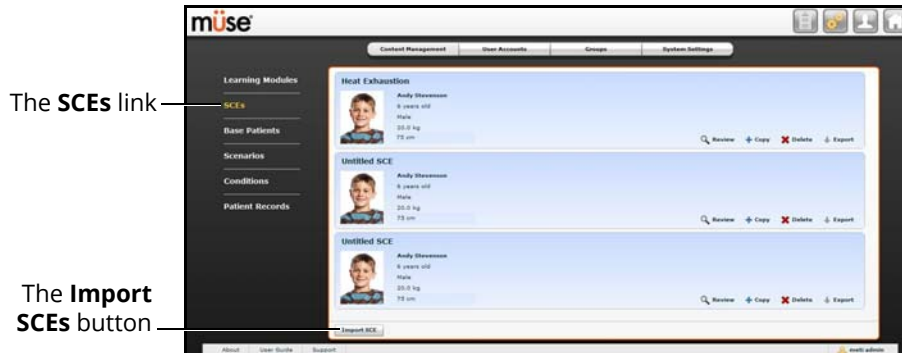 müse
Content Management User Accounts Groups System Settings
Learning Modules
SCEs
Base Patients
Scenarios
Conditions
Patient Records
The SCEs link
Heat Exhaustion
Andy Stevenson
6 years old
Male
20.0 kg
75 cm
Review Copy Delete Export
Untitled SCE
Andy Stevenson
6 years old
Male
20.0 kg
75 cm
Review Copy Delete Export
Untitled SCE
Andy Stevenson
6 years old
Male
20.0 kg
75 cm
Review Copy Delete Export
The Import
SCEs button
Import SCE
About User Guide Support meti admin